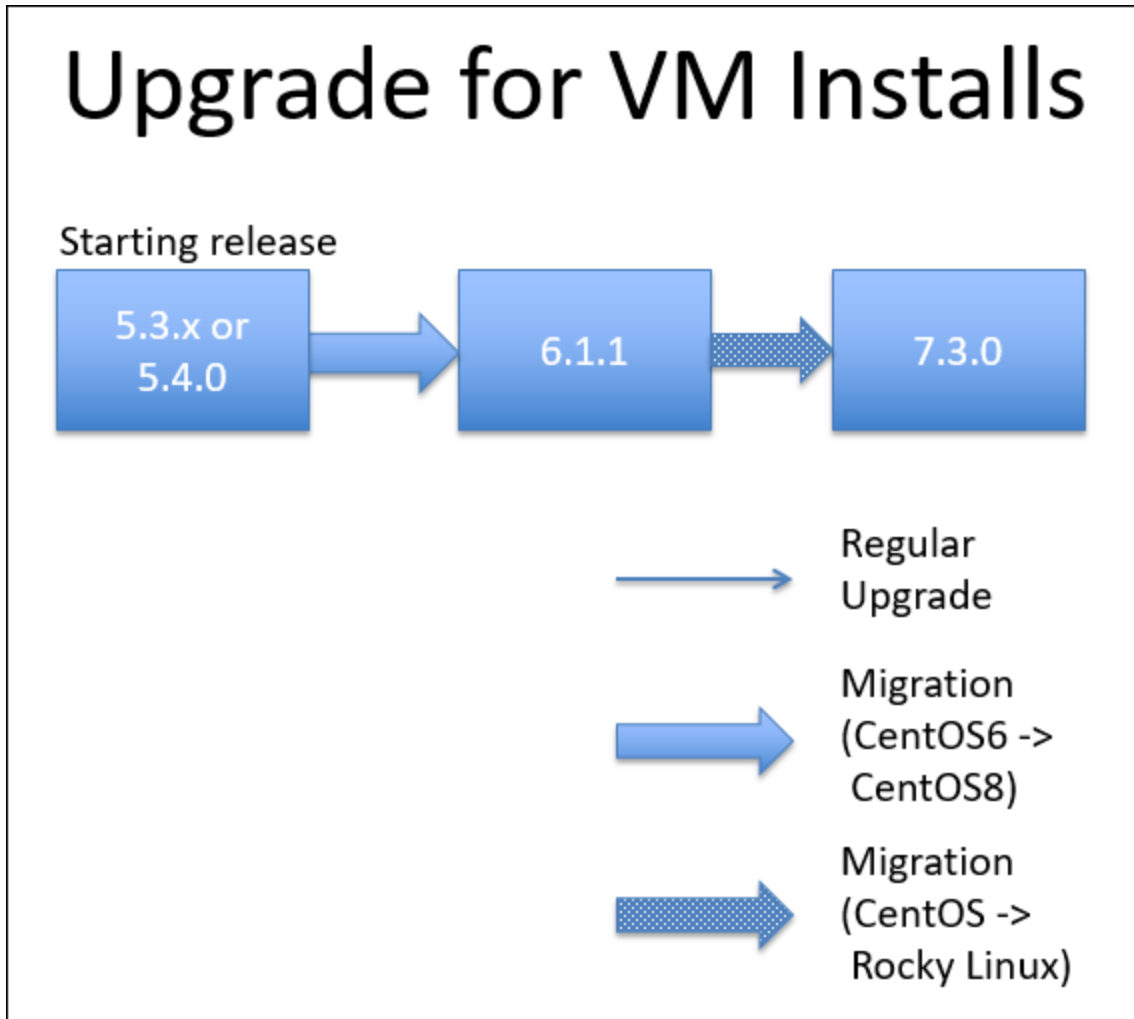 Upgrade for VM Installs
Starting release
5.3.x or
5.4.0
6.1.1
7.3.0
Regular
Upgrade
Migration
(CentOS6 ->
CentOS8)
Migration
(CentOS ->
Rocky Linux)